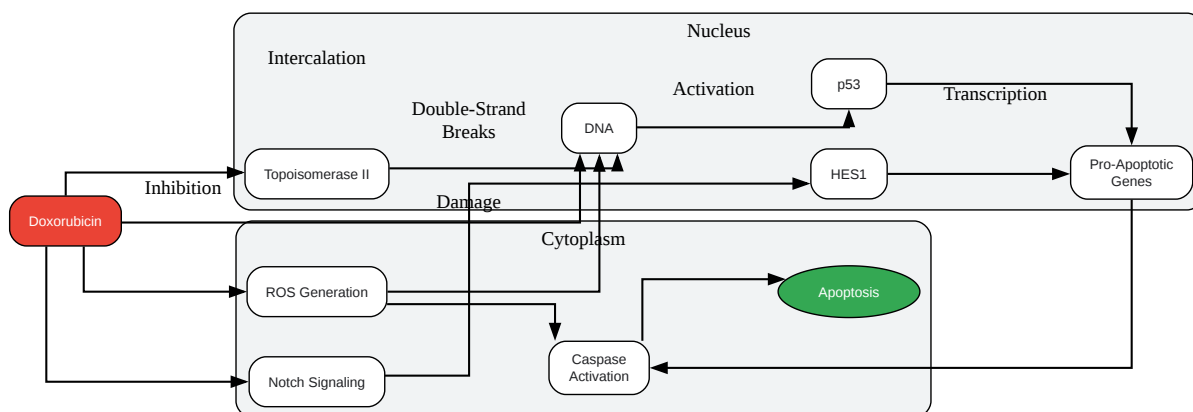 Nucleus
Intercalation
p53
Activation
Transcription
Double-Strand
Breaks
DNA
Topoisomerase II
HES1
Pro-Apoptotic
Genes
Inhibition
Damage
Doxorubicin
Cytoplasm
ROS Generation
Apoptosis
Caspase
Activation
Notch Signaling